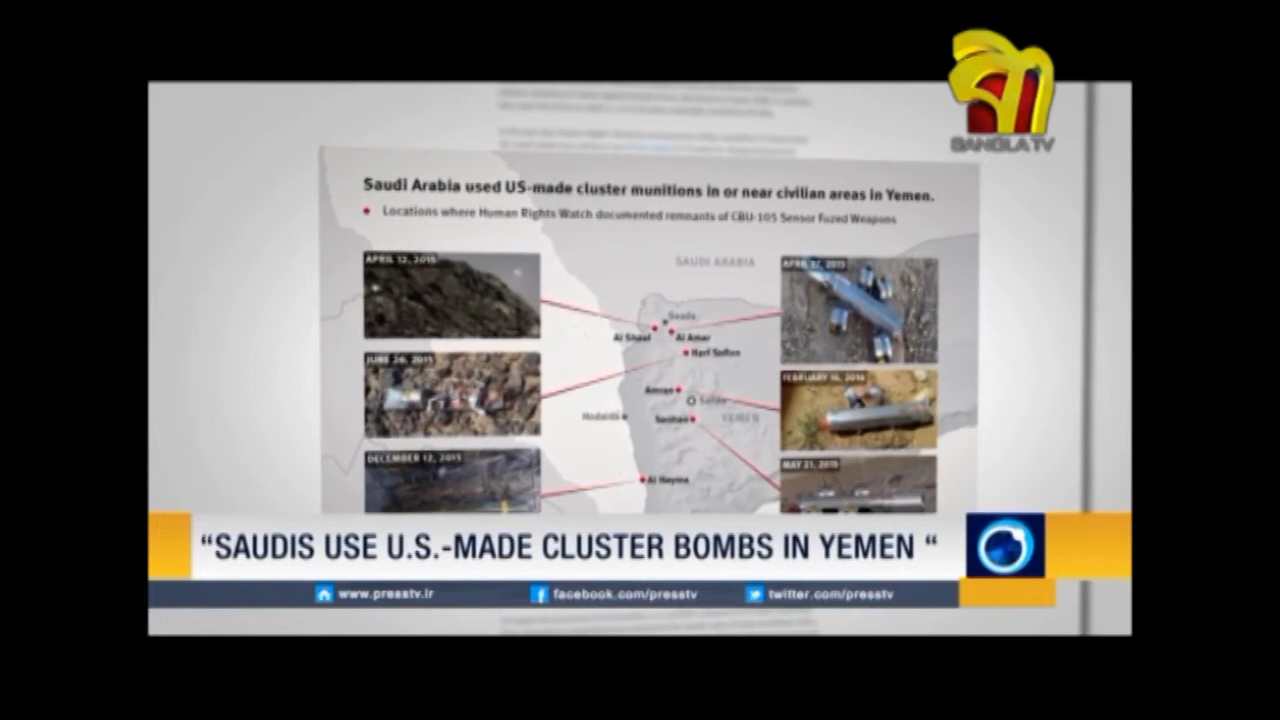 বা
BANGLA TV
Saudi Arabia used US-made cluster munitions in or near civilian areas in Yemen.
Locations where Human Rights Watch documented remnants of CBU-105 Sensor Fuzed Weapons
APRIL 12, 2015
SAUDI ARABIA
APRIL 27, 2015
Saada
Al Shaaf
Al Amar
JUNE 26, 2015
Harf Sufian
FEBRUARY 14, 2016
Amran
Sanaa
Hodaida
Sanhan
YEMEN
DECEMBER 12, 2015
MAY 21, 2015
Al Hayma
“SAUDIS USE U.S.-MADE CLUSTER BOMBS IN YEMEN “
www.presstv.ir
facebook.com/presstv
twitter.com/presstv